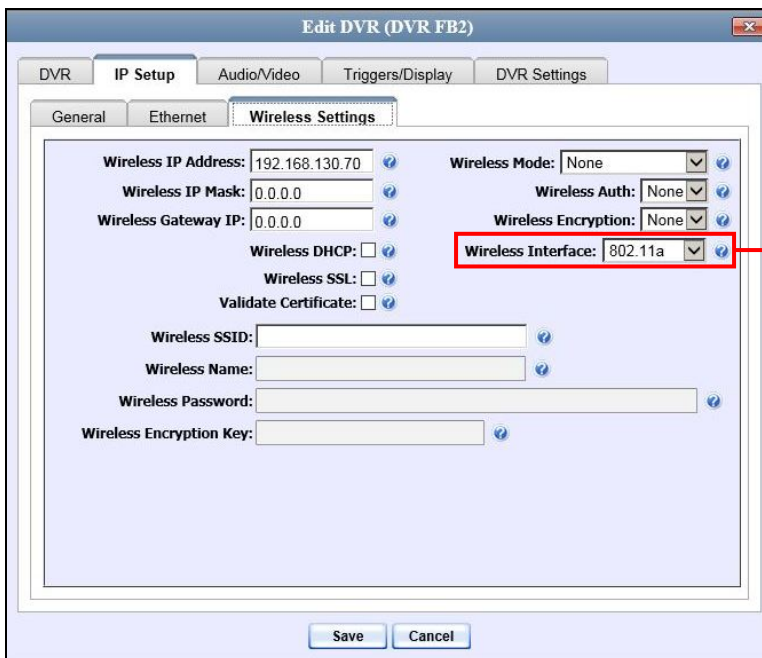 Edit DVR (DVR FB2)
DVR IP Setup Audio/Video Triggers/Display DVR Settings
General Ethernet Wireless Settings
Wireless IP Address: 192.168.130.70 Wireless Mode: None
Wireless IP Mask: 0.0.0.0 Wireless Auth: None
Wireless Gateway IP: 0.0.0.0 Wireless Encryption: None
Wireless DHCP: Wireless Interface: 802.11a
Wireless SSL:
Validate Certificate:
Wireless SSID:
Wireless Name:
Wireless Password:
Wireless Encryption Key:
Save Cancel